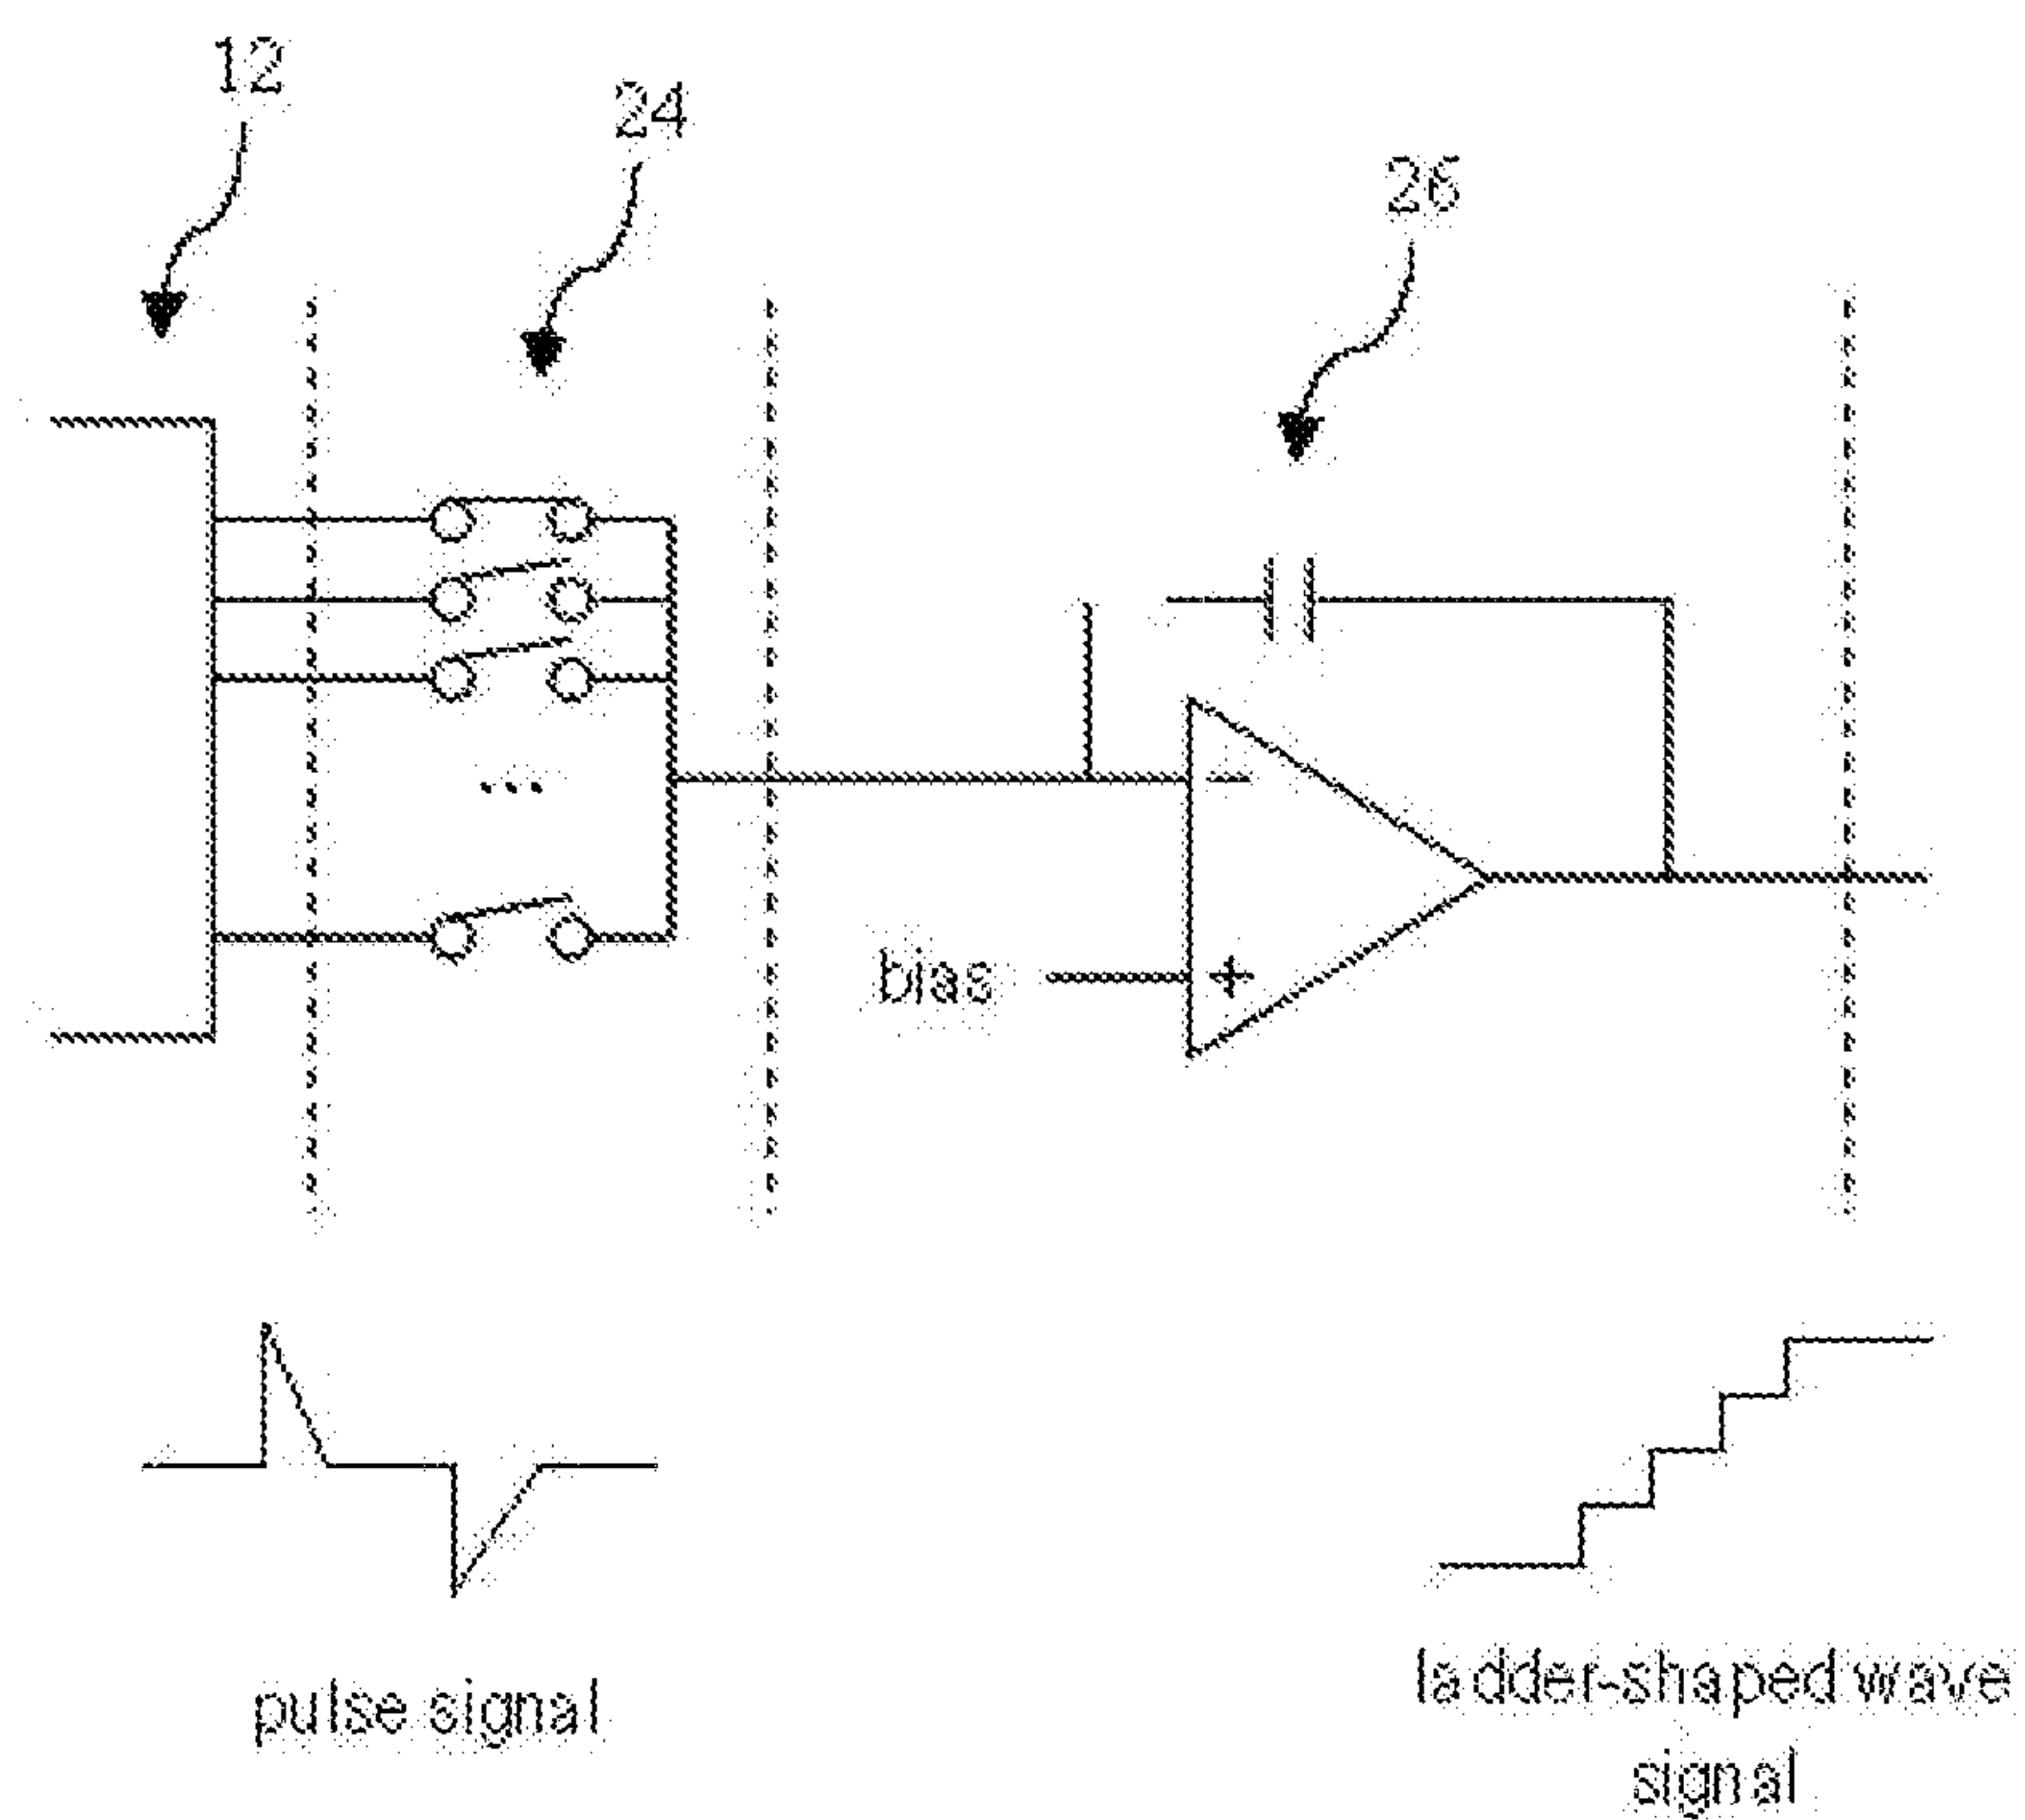 12
24
26
...
−
bias
+
pulse signal
ladder-shaped wave
signal